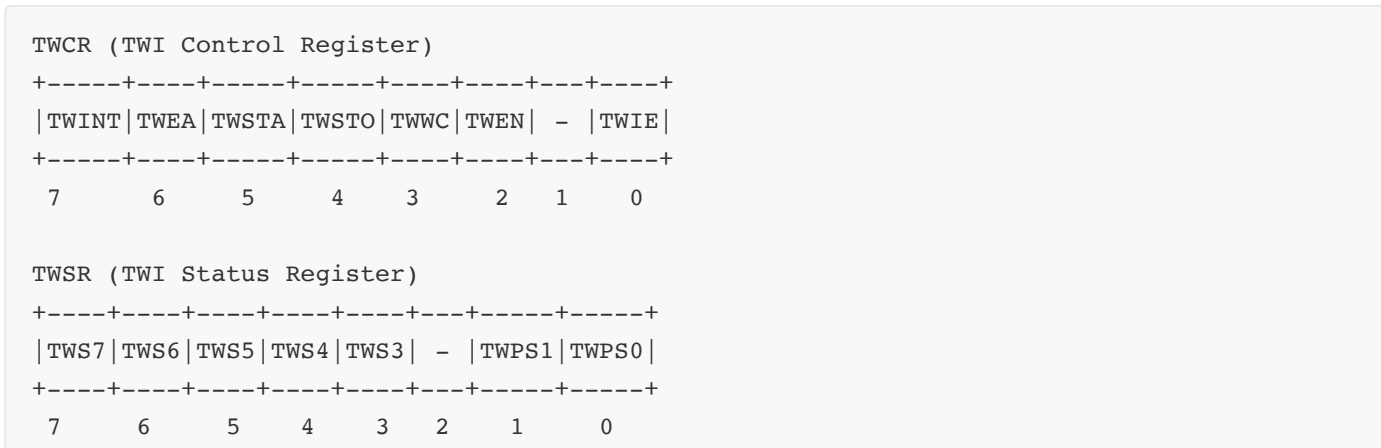 TWCR (TWI Control Register)
+-----+----+-----+-----+----+----+---+----+
|TWINT|TWEA|TWSTA|TWSTO|TWWC|TWEN| - |TWIE|
+-----+----+-----+-----+----+----+---+----+
 7      6     5     4    3     2   1    0
TWSR (TWI Status Register)
+----+----+----+----+----+---+-----+-----+
|TWS7|TWS6|TWS5|TWS4|TWS3| - |TWPS1|TWPS0|
+----+----+----+----+----+---+-----+-----+
 7     6    5    4    3   2    1     0